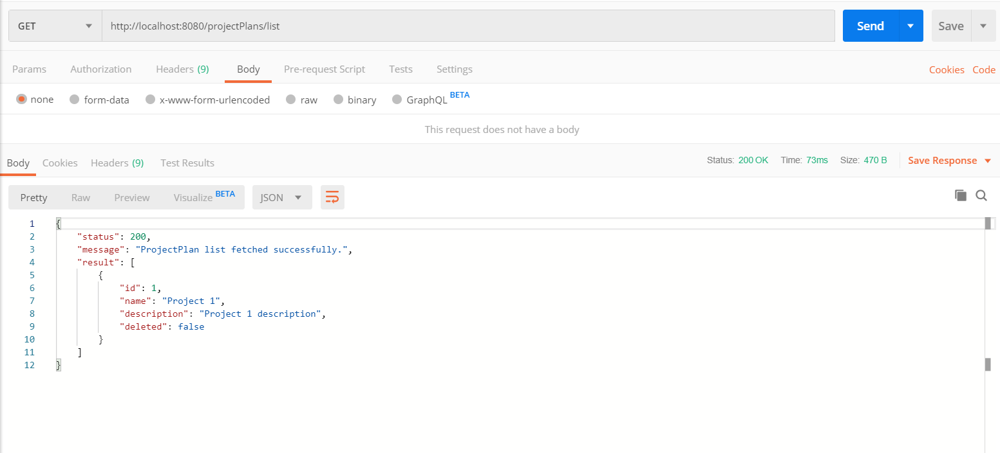 GET http://localhost:8080/projectPlans/list Send Save
Params Authorization Headers (9) Body Pre-request Script Tests Settings Cookies Code
none form-data x-www-form-urlencoded raw binary GraphQL BETA
This request does not have a body
Body Cookies Headers (9) Test Results Status: 200 OK Time: 73ms Size: 470 B Save Response
Pretty Raw Preview Visualize BETA JSON
1 {
2 "status": 200,
3 "message": "ProjectPlan list fetched successfully.",
4 "result": [
5 {
6 "id": 1,
7 "name": "Project 1",
8 "description": "Project 1 description",
9 "deleted": false
10 }
11 ]
12 }